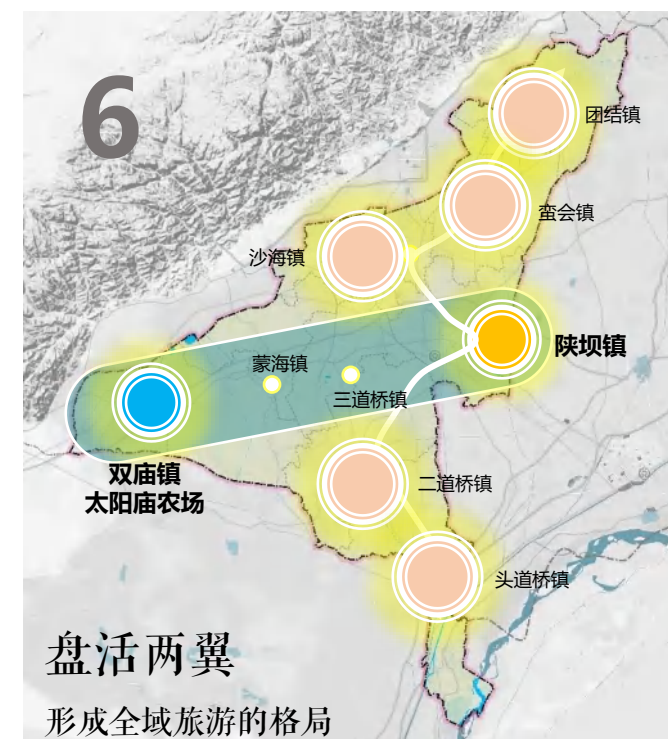 6
团结镇
蛮会镇
沙海镇
陕坝镇
蒙海镇
三道桥镇
双庙镇
太阳庙农场
二道桥镇
头道桥镇
盘活两翼
形成全域旅游的格局